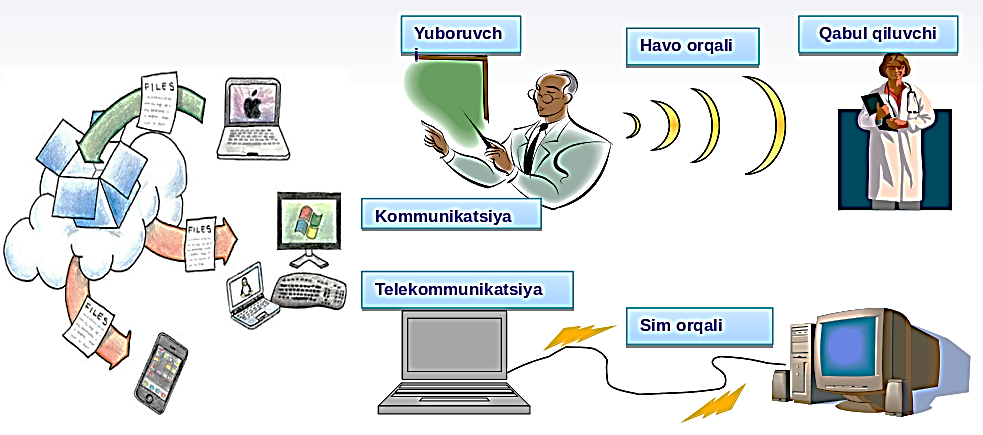 Yuboruvch
i
Havo orqali
Qabul qiluvchi
FILES
Kommunikatsiya
FILES
Telekommunikatsiya
FILES
Sim orqali